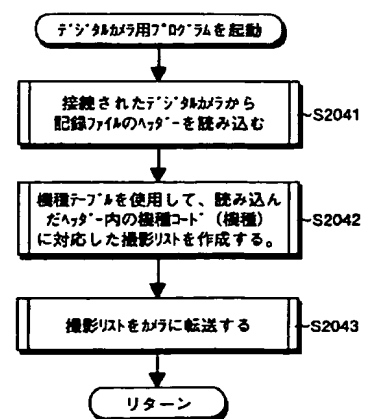 デジタルカメラ用プログラムを起動
接続されたデジタルカメラから
記録ファイルのヘッダーを読み込む
S2041
機種テーブルを使用して、読み込ん
だヘッダー内の機種コード（機種）
に対応した撮影リストを作成する。
S2042
撮影リストをカメラに転送する
S2043
リターン